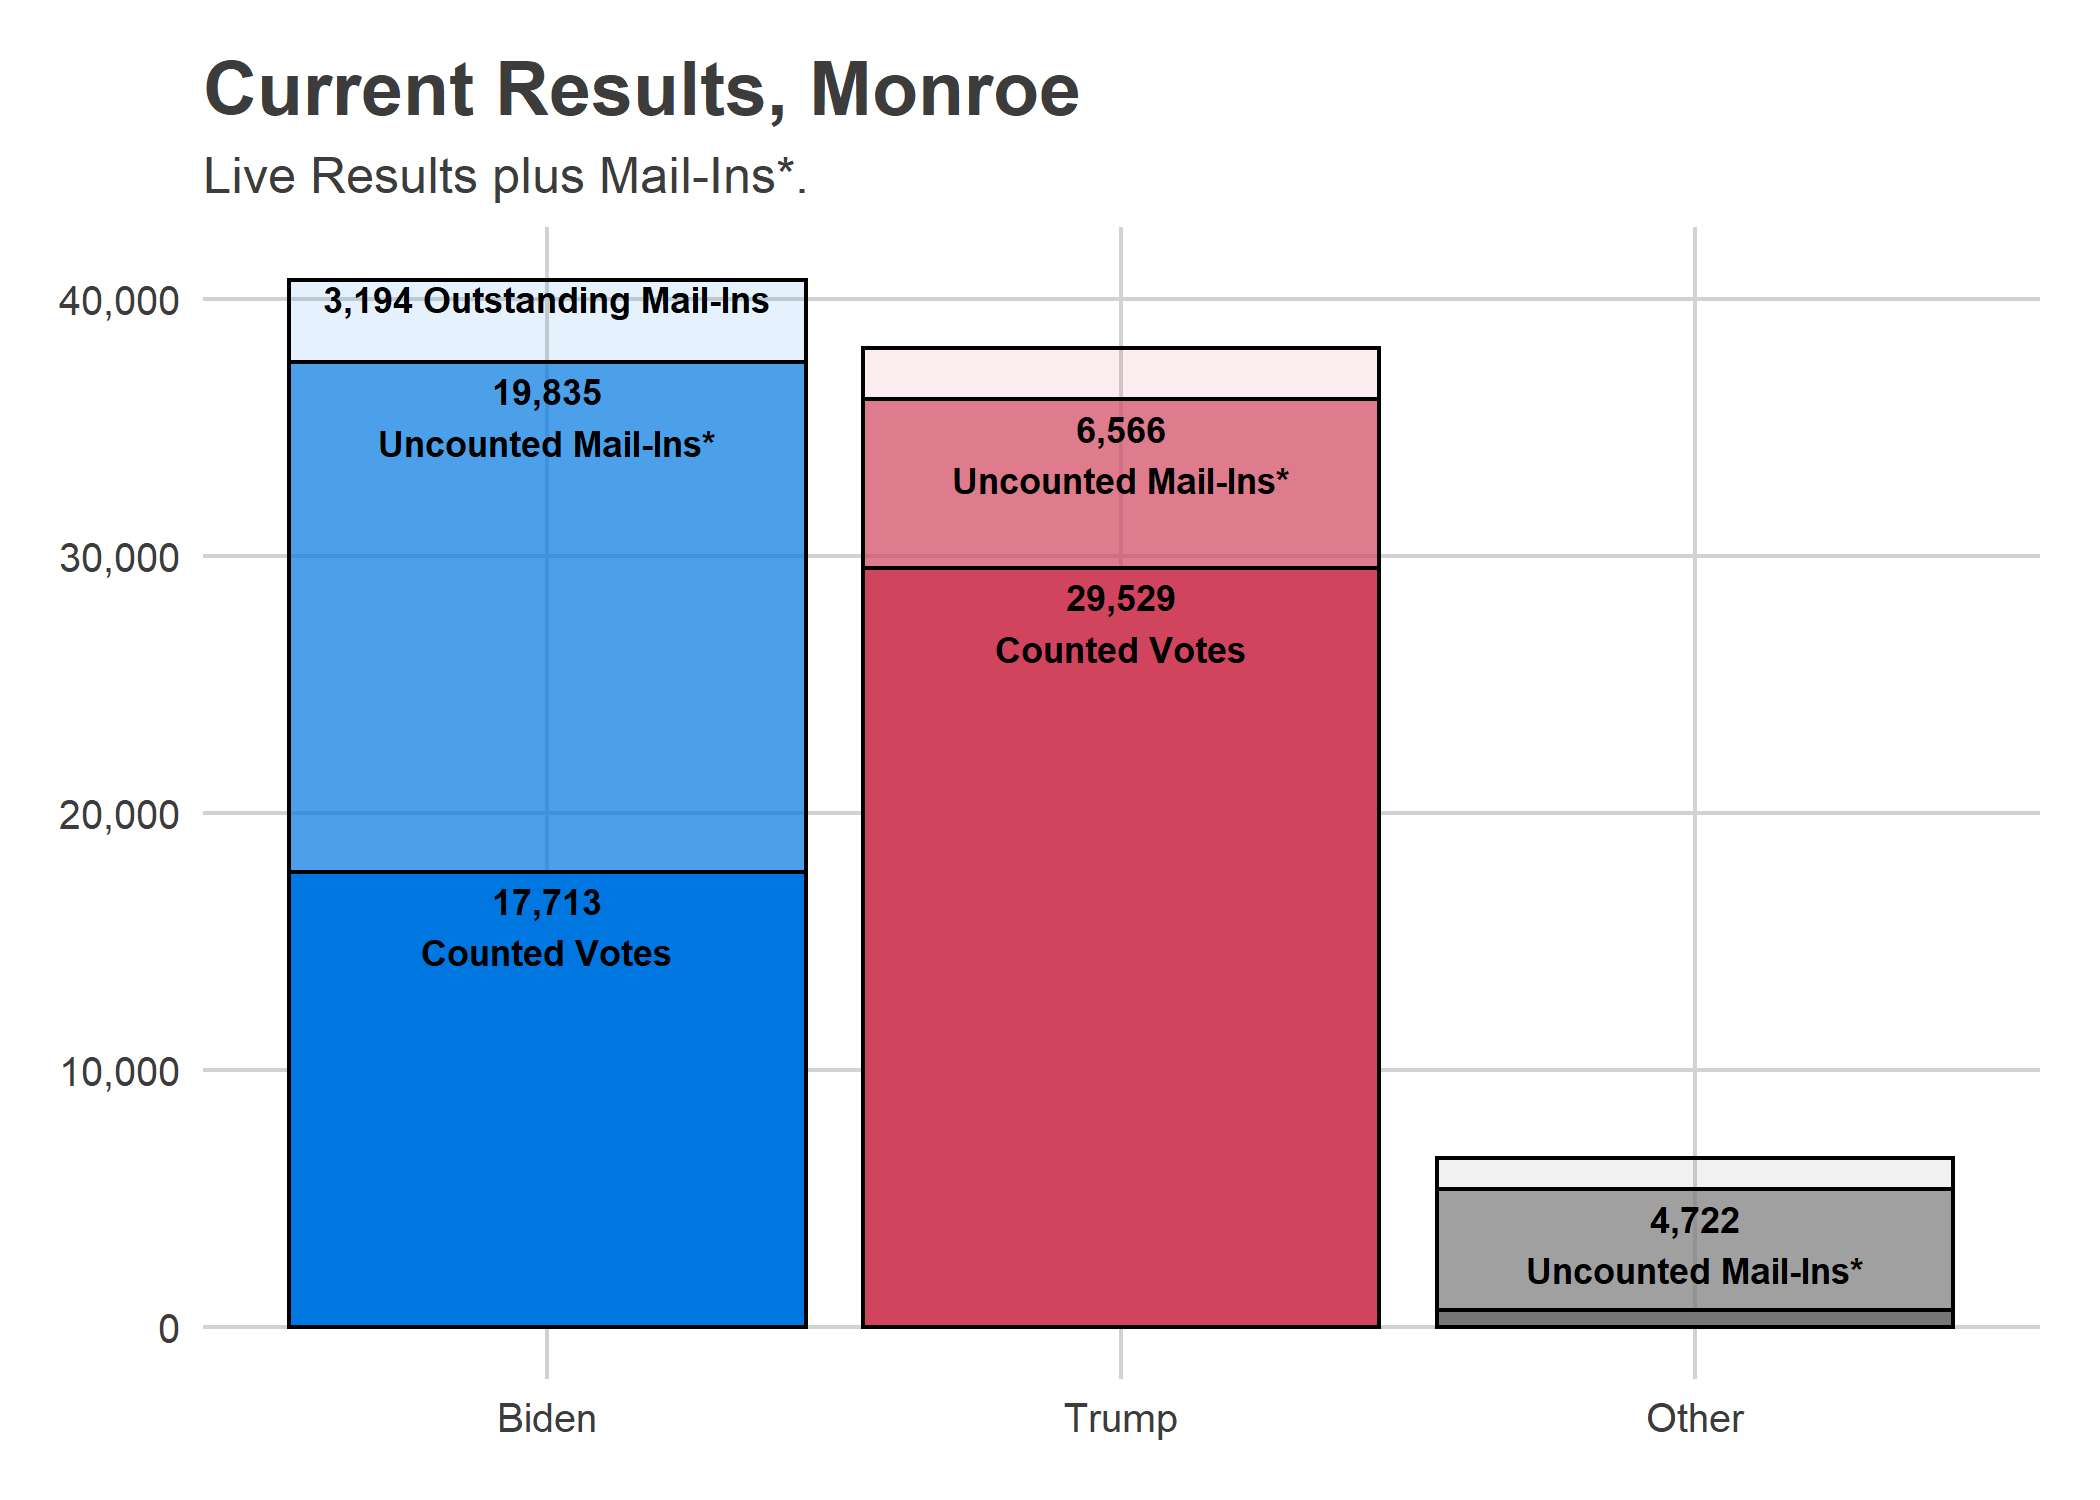 Current Results, Monroe
Live Results plus Mail-Ins*.
40,000
30,000
20,000
10,000
0
3,194 Outstanding Mail-Ins
19,835
Uncounted Mail-Ins*
17,713
Counted Votes
6,566
Uncounted Mail-Ins*
29,529
Counted Votes
4,722
Uncounted Mail-Ins*
Biden
Trump
Other